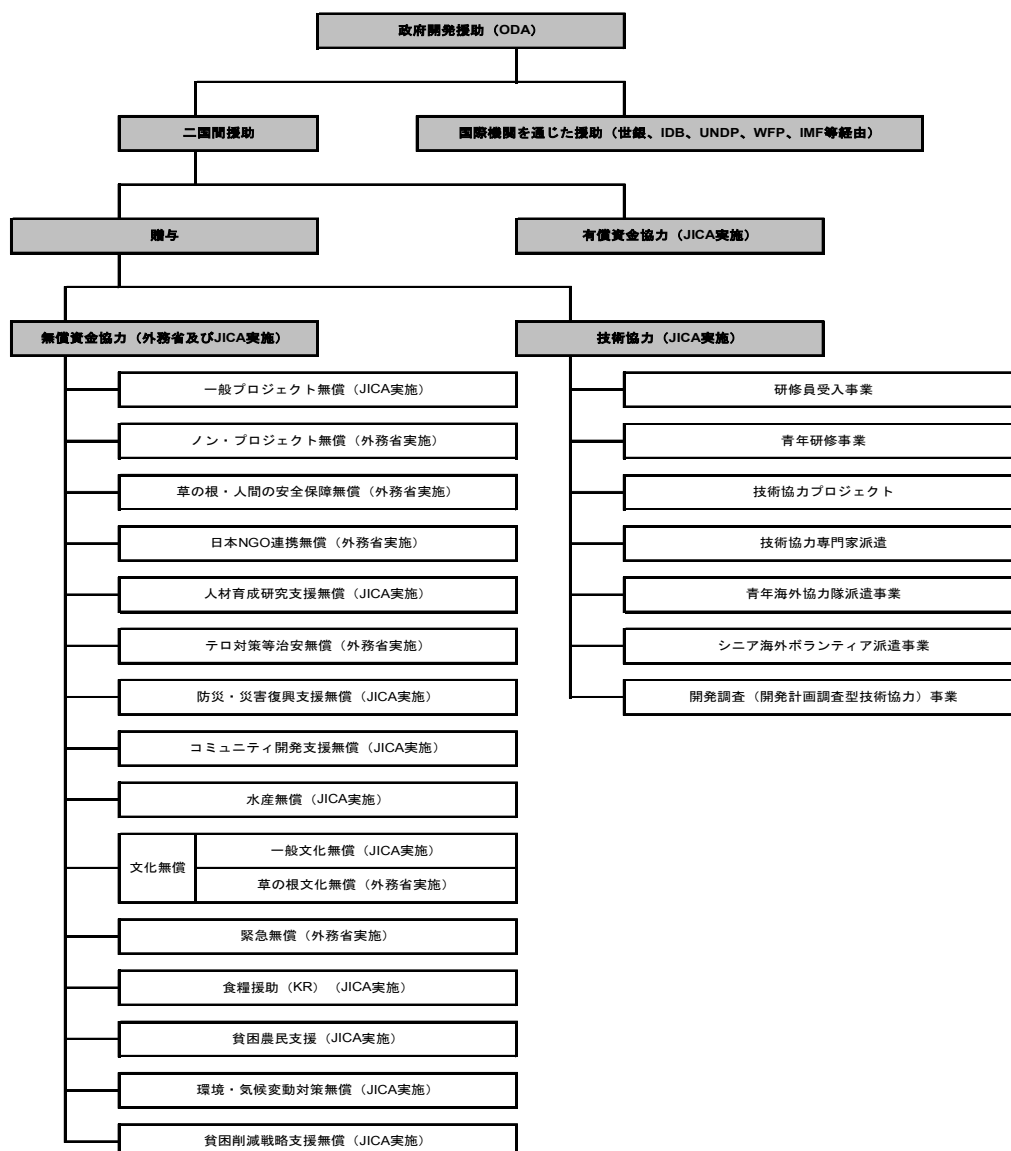 政府開発援助（ODA）
二国間援助
国際機関を通じた援助（世銀、IDB、UNDP、WFP、IMF等経由）
贈与
有償資金協力（JICA実施）
無償資金協力（外務省及びJICA実施）
技術協力（JICA実施）
一般プロジェクト無償（JICA実施）
ノン・プロジェクト無償（外務省実施）
草の根・人間の安全保障無償（外務省実施）
日本NGO連携無償（外務省実施）
人材育成研究支援無償（JICA実施）
テロ対策等治安無償（外務省実施）
防災・災害復興支援無償（JICA実施）
コミュニティ開発支援無償（JICA実施）
水産無償（JICA実施）
文化無償
一般文化無償（JICA実施）
草の根文化無償（外務省実施）
緊急無償（外務省実施）
食糧援助（KR）（JICA実施）
貧困農民支援（JICA実施）
環境・気候変動対策無償（JICA実施）
貧困削減戦略支援無償（JICA実施）
研修員受入事業
青年研修事業
技術協力プロジェクト
技術協力専門家派遣
青年海外協力隊派遣事業
シニア海外ボランティア派遣事業
開発調査（開発計画調査型技術協力）事業